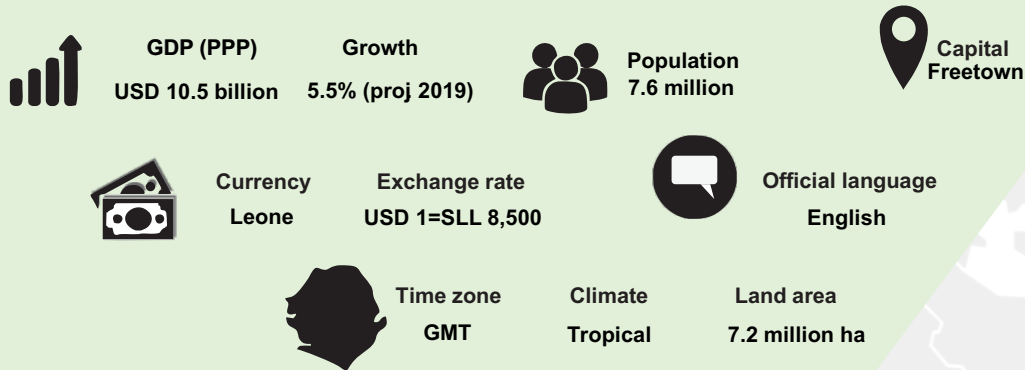 GDP (PPP) Growth
USD 10.5 billion 5.5% (proj 2019)
Population
7.6 million
Capital
Freetown
Currency Exchange rate
Leone USD 1=SLL 8,500
Official language
English
Time zone Climate Land area
GMT Tropical 7.2 million ha